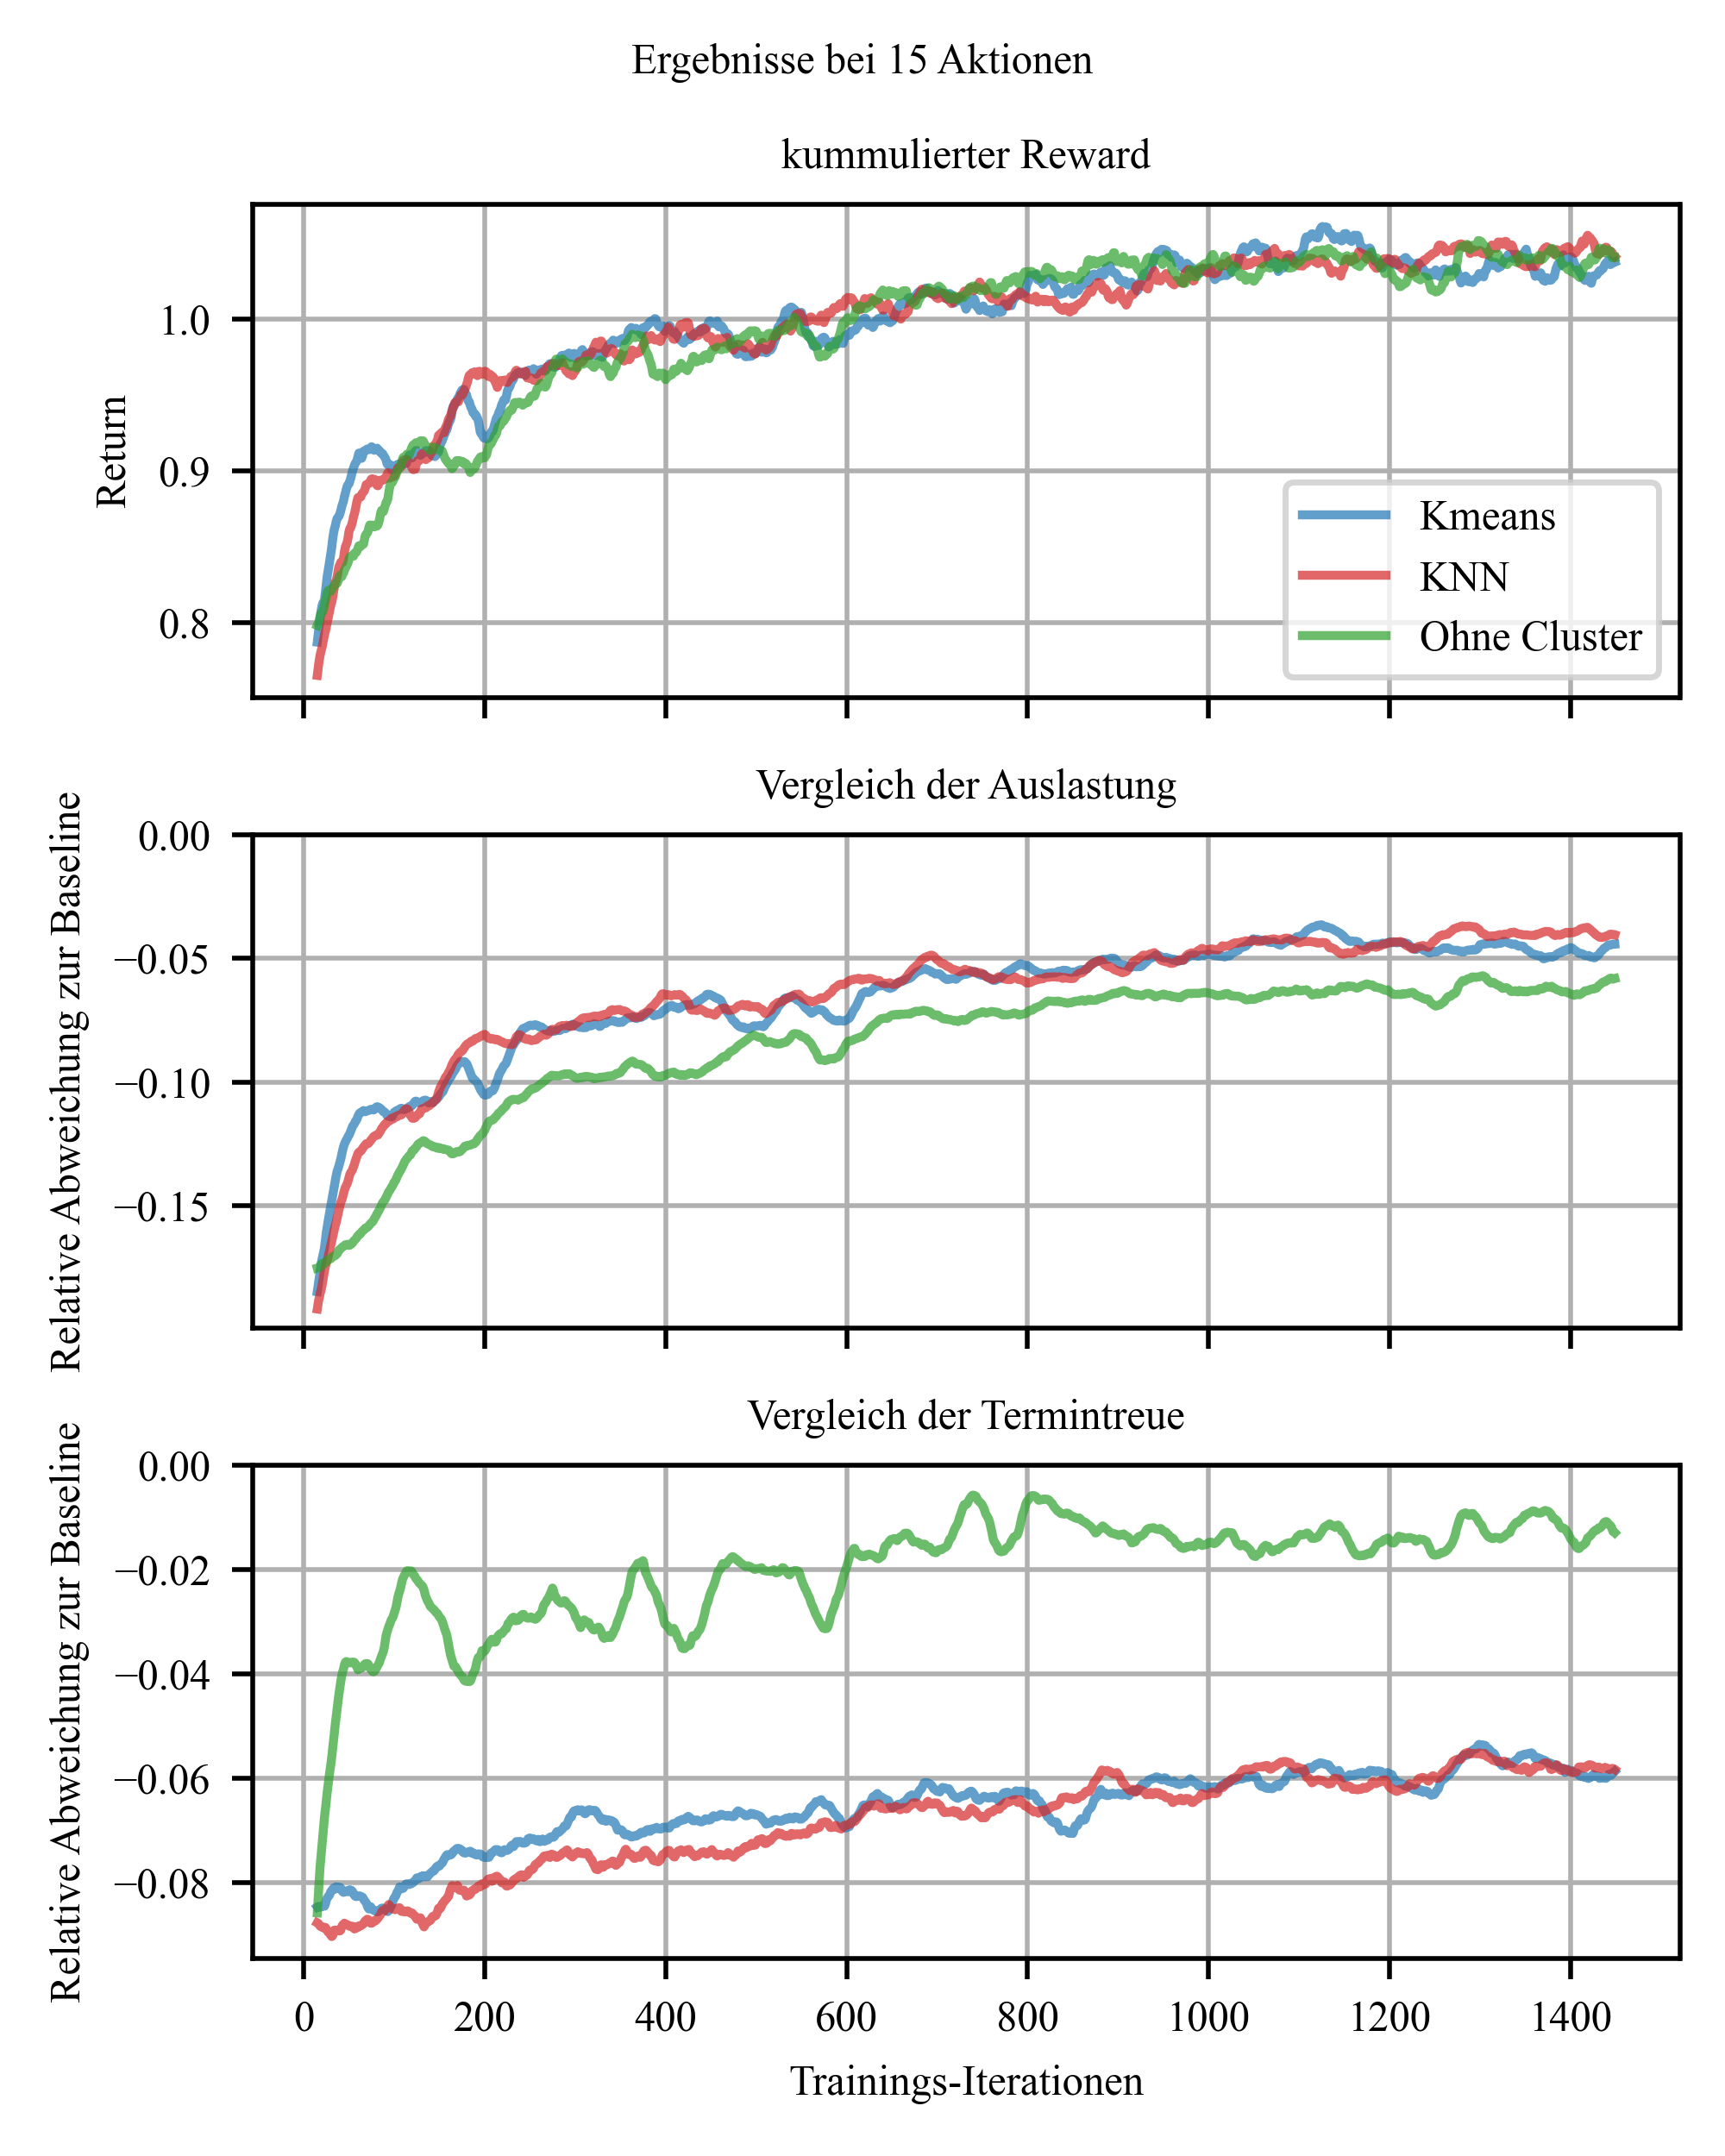 Ergebnisse bei 15 Aktionen
kummulierter Reward
Return
1.0
0.9
0.8
Kmeans
KNN
Ohne Cluster
Vergleich der Auslastung
Relative Abweichung zur Baseline
0.00
−0.05
−0.10
−0.15
Vergleich der Termintreue
Relative Abweichung zur Baseline
0.00
−0.02
−0.04
−0.06
−0.08
0 200 400 600 800 1000 1200 1400
Trainings-Iterationen